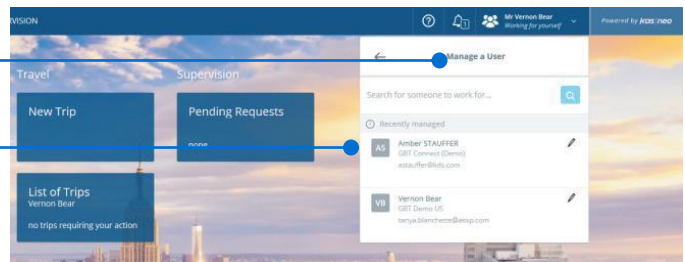 VISION
1
Mr Vernon Bear
Working for yourself
Powered by KDS neo
Manage a User
Travel
Supervision
Search for someone to work for...
New Trip
Pending Requests
none
Recently managed
AS
Amber STAUFFER
GBT Connect (Demo)
astauffer@kds.com
List of Trips
Vernon Bear
no trips requiring your action
VB
Vernon Bear
GBT Demo US
tanya.blanchette@aexp.com